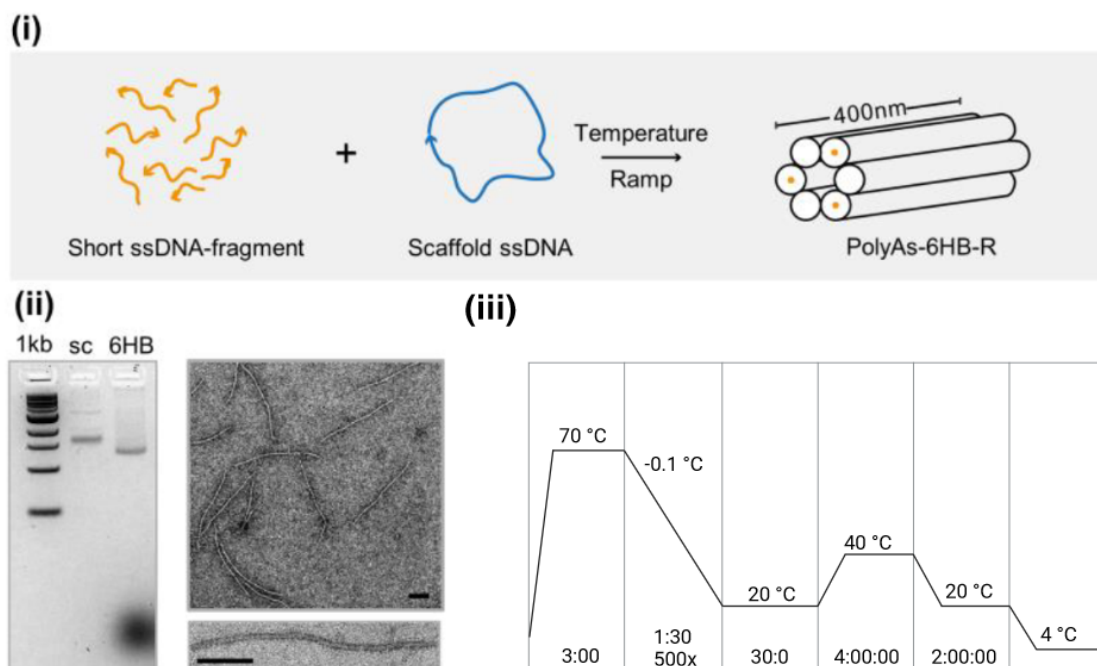 (i)
400nm
+
Temperature
Ramp
Short ssDNA-fragment
Scaffold ssDNA
PolyAs-6HB-R
(ii)
1kb sc 6HB
(iii)
70 °C
-0.1 °C
20 °C
40 °C
20 °C
4 °C
3:00
1:30
500x
30:0
4:00:00
2:00:00